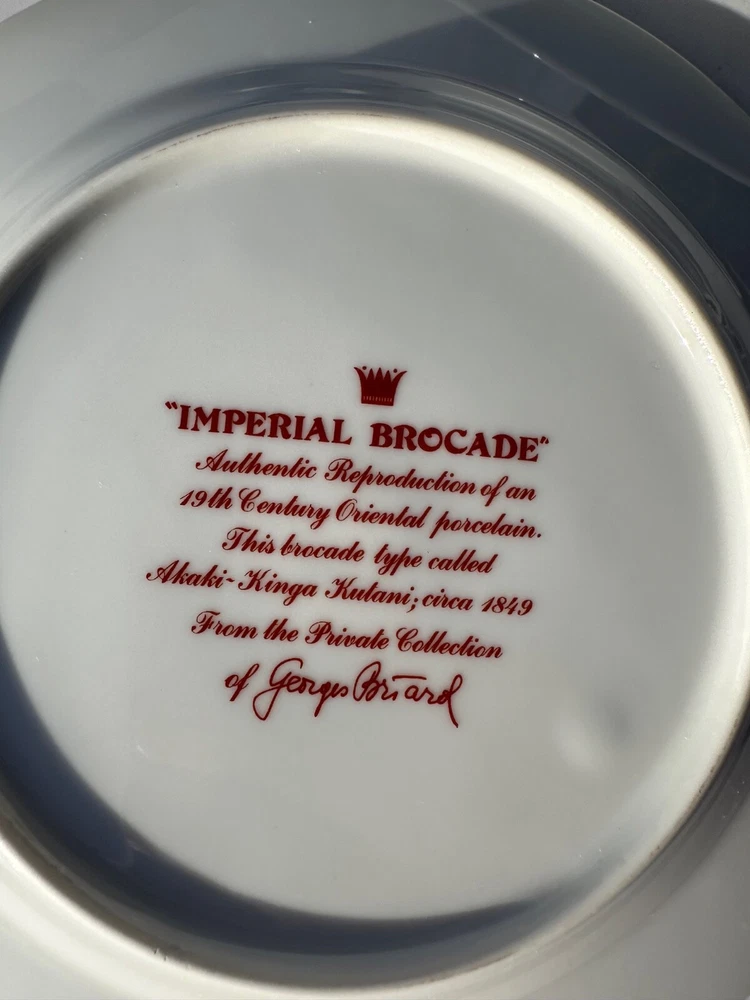 "IMPERIAL BROCADE"
Authentic Reproduction of an
19th Century Oriental porcelain.
This brocade type called
Akaki-Kinga Kutani; circa 1849
From the Private Collection
of Georges Briard